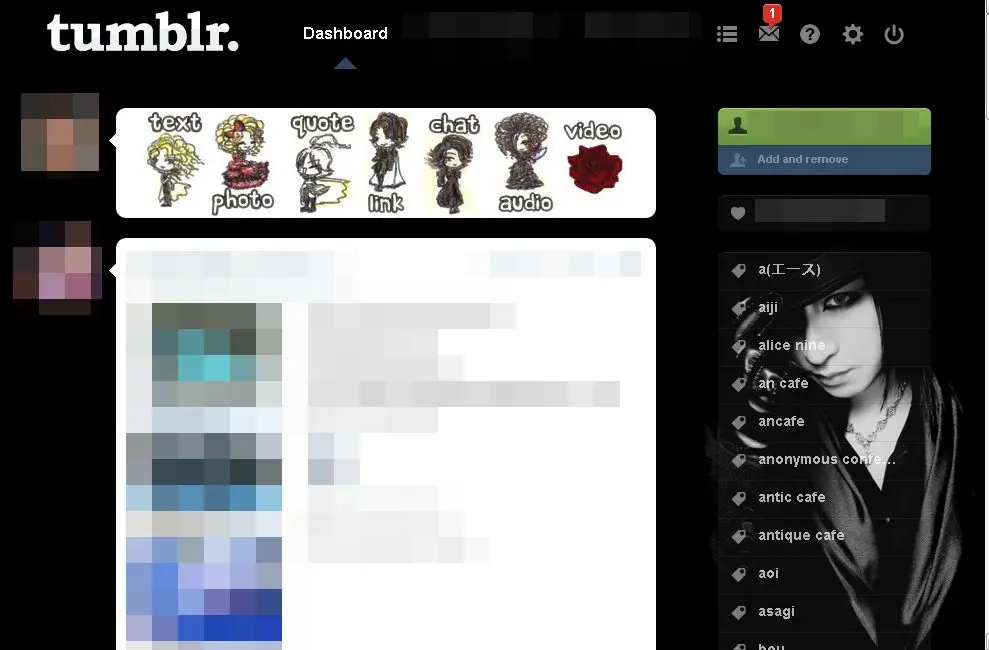 tumblr.
Dashboard
1
text
quote
chat
video
photo
link
audio
Add and remove
a(エース)
aiji
alice nine
an cafe
ancafe
anonymous confe…
antic cafe
antique cafe
aoi
asagi
bou